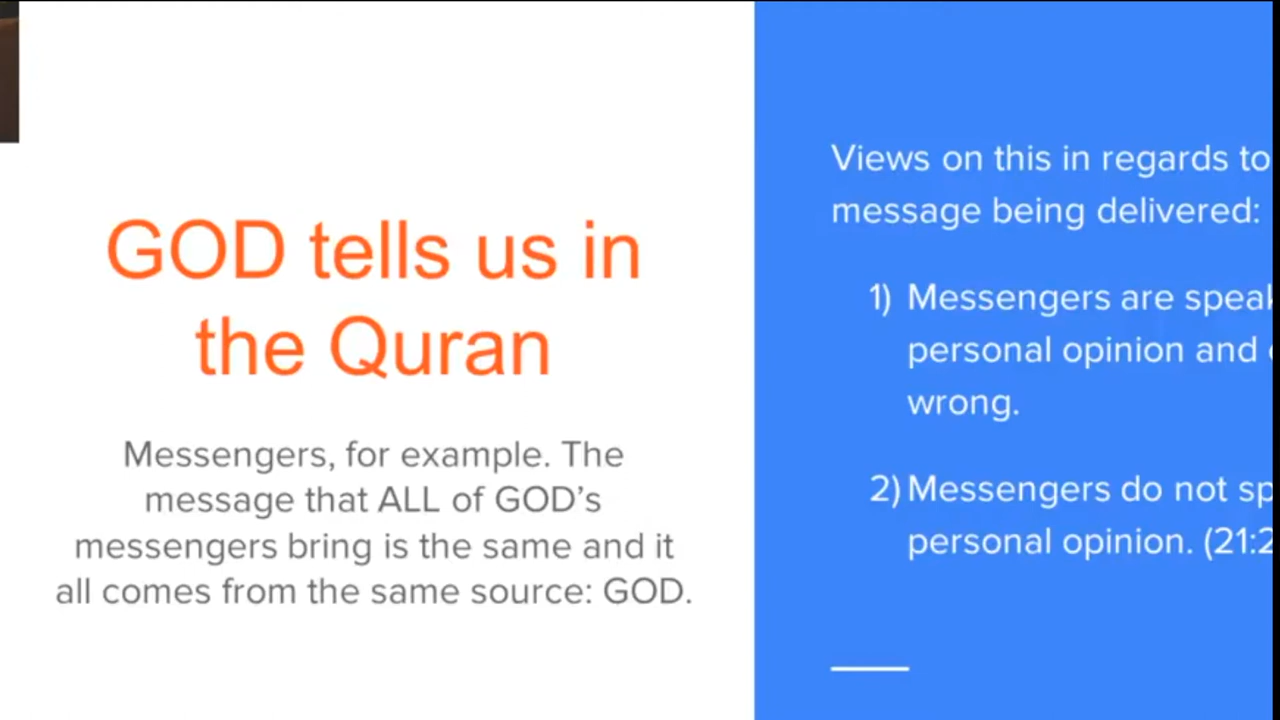 GOD tells us in
the Quran
Messengers, for example. The
message that ALL of GOD’s
messengers bring is the same and it
all comes from the same source: GOD.
Views on this in regards to
message being delivered:
1) Messengers are
personal opinion and
wrong.
2) Messengers do not
personal opinion.